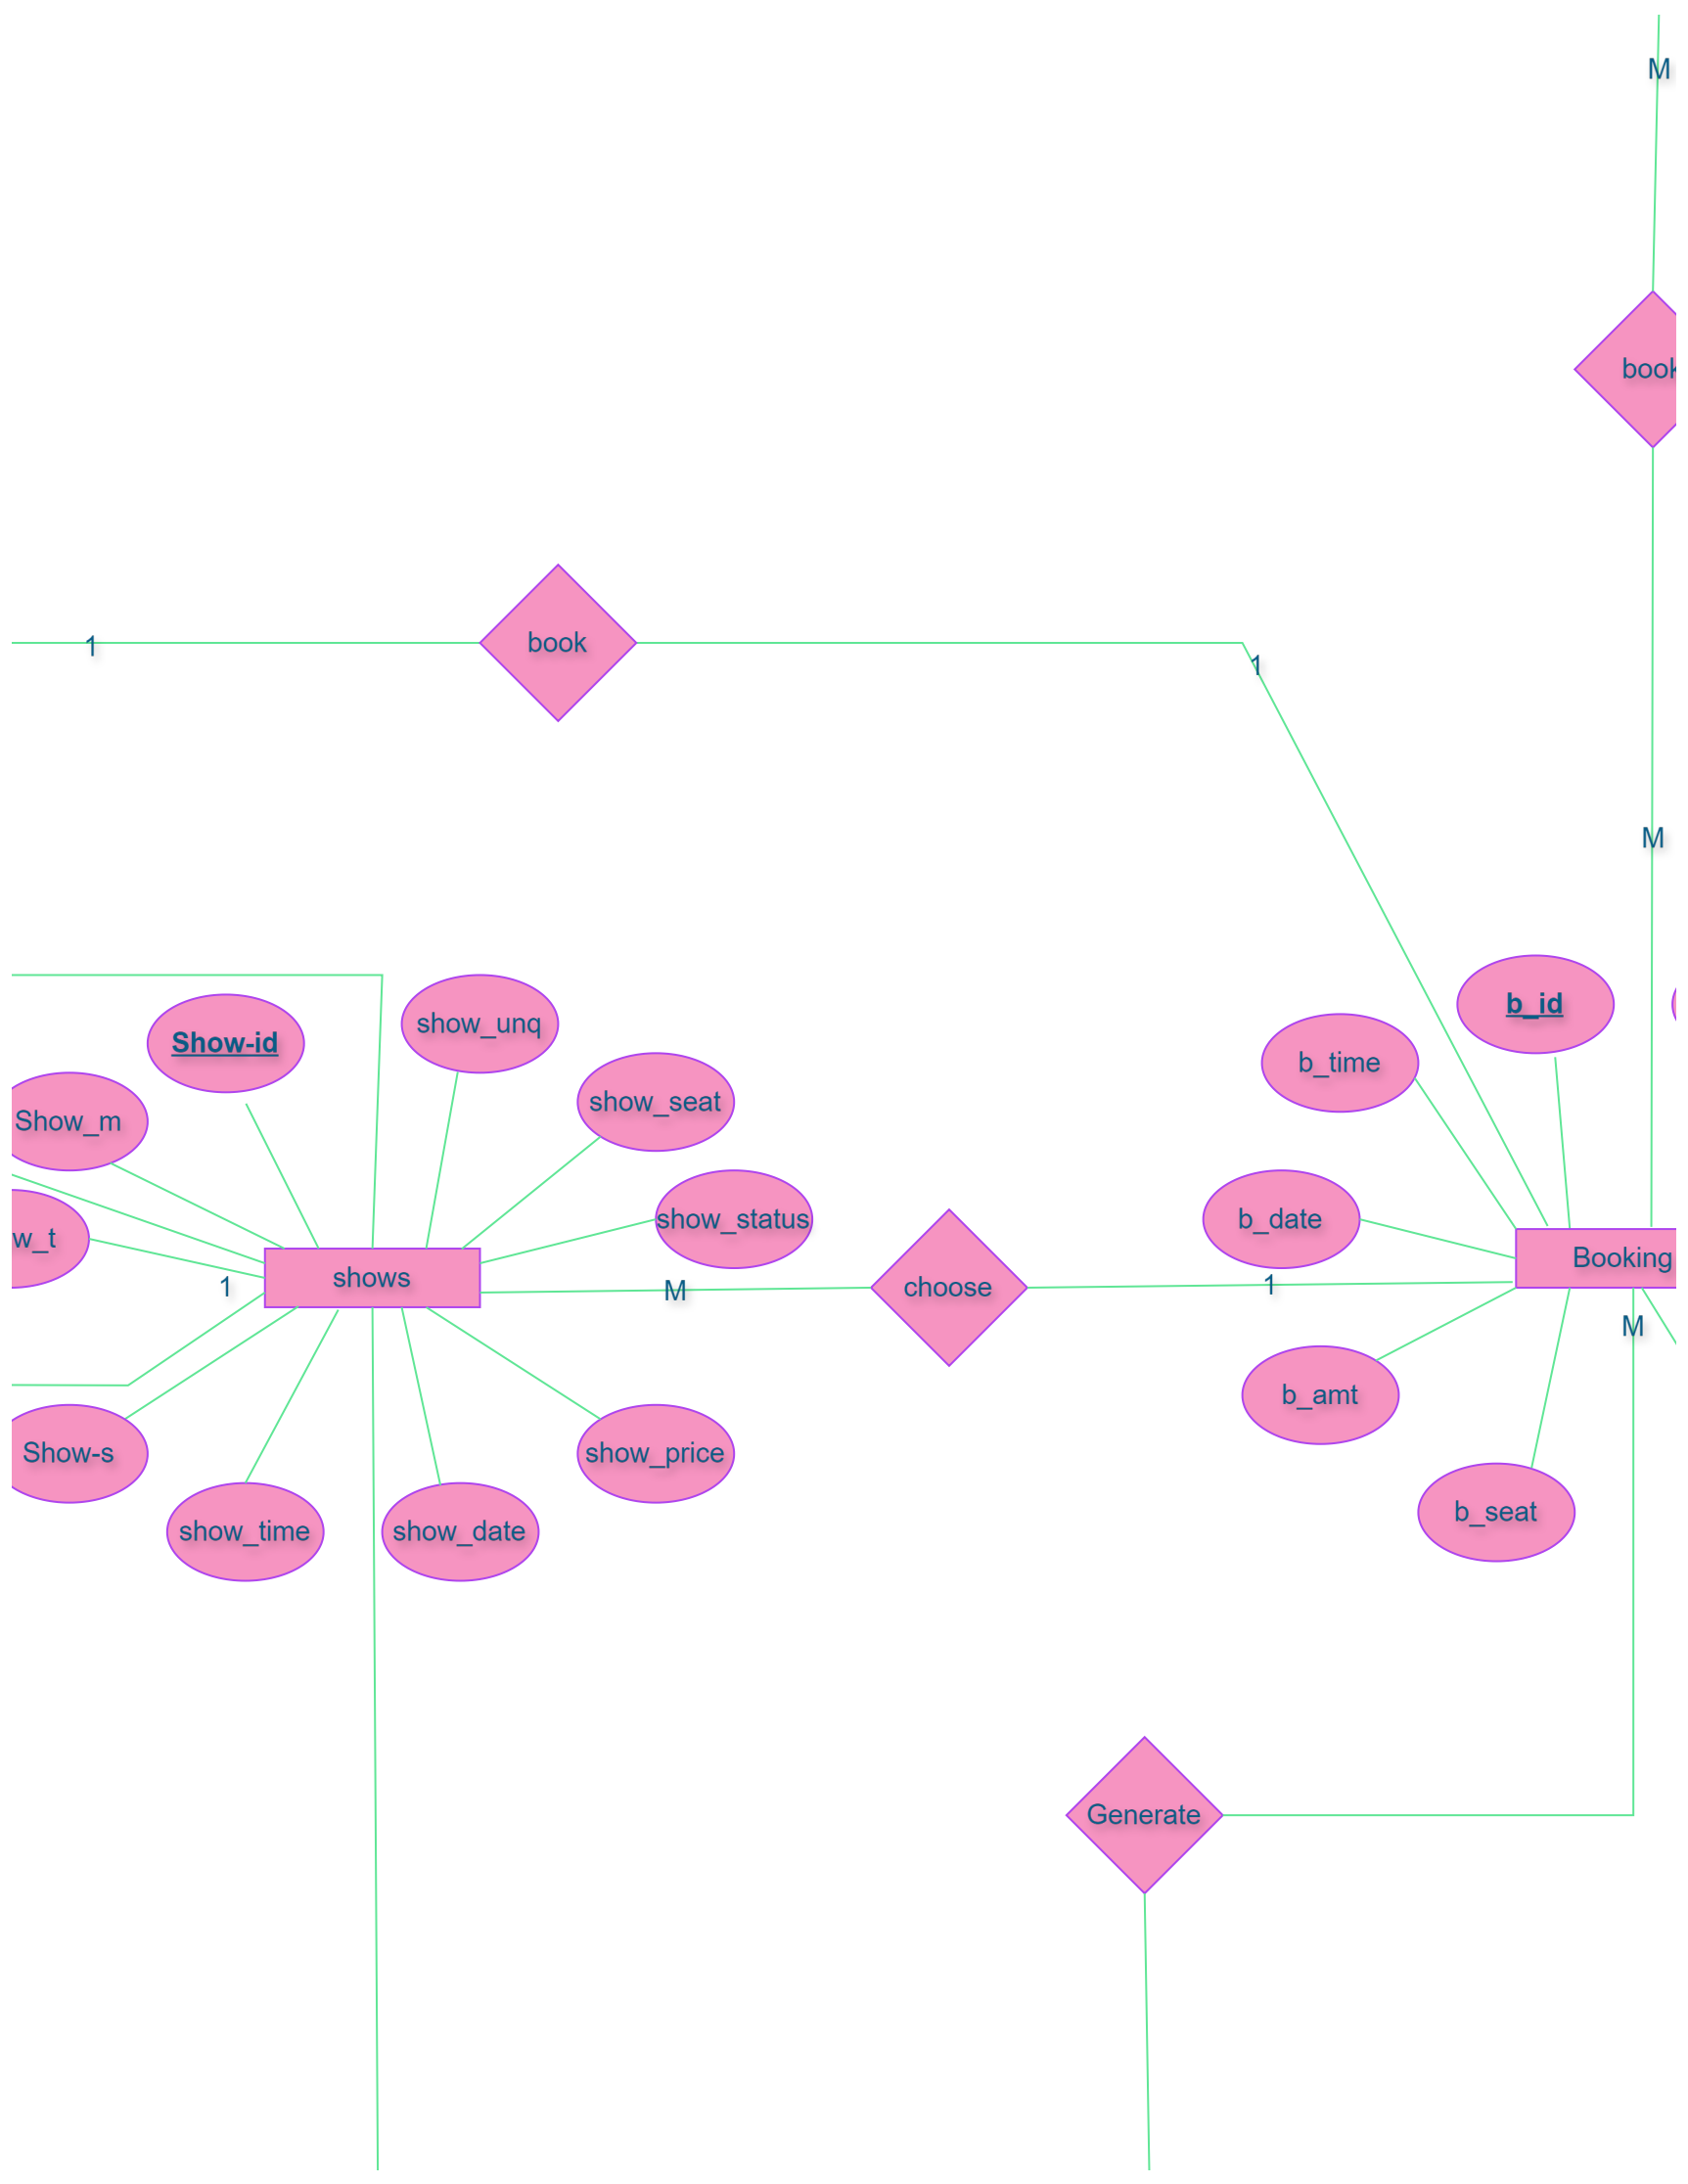 M
book
book
1
1
M
Show-id
show_unq
b_id
b_time
show_seat
Show_m
w_t
show_status
b_date
shows
1
M
choose
1
Booking
M
b_amt
Show-s
show_price
b_seat
show_time
show_date
Generate